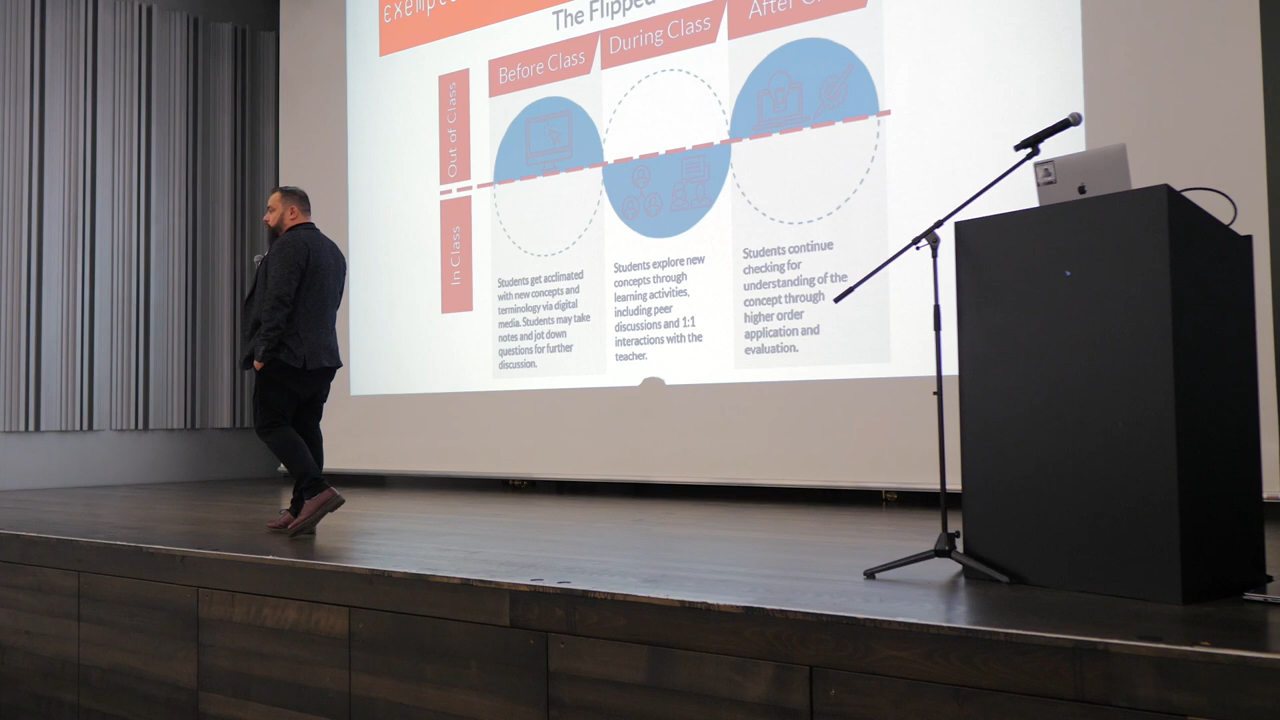 The Flipped
Before Class
During Class
After
Out of Class
In Class
Students get acclimated
with new concepts and
terminology via digital
media. Students may take
notes and jot down
questions for further
discussion.
Students explore new
concepts through
learning activities,
including peer
discussions and 1:1
interactions with the
teacher.
Students continue
checking for
understanding of the
concept through
higher order
application and
evaluation.